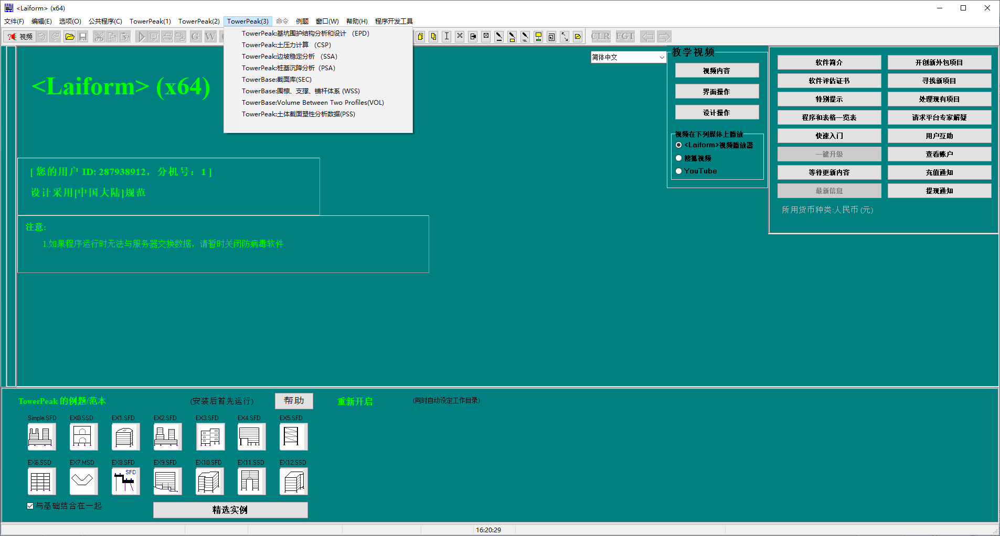 <Laiform> (x64)
文件(F) 编辑(E) 选项(O) 公共程序(C) TowerPeak(1) TowerPeak(2) TowerPeak(3) 命令 例题 窗口(W) 帮助(H) 程序开发工具
视频 G W CLR FGT
TowerPeak:基坑围护结构分析和设计 （EPD）
TowerPeak:土压力计算 （CSP）
TowerPeak:边坡稳定分析 （SSA）
TowerPeak:桩基沉降分析（PSA）
TowerBase:截面库(SEC)
TowerBase:围檩、支撑、锚杆体系 (WSS)
TowerBase:Volume Between Two Profiles(VOL)
TowerPeak:土体截面塑性分析数据(PSS)
<Laiform> (x64)
简体中文
教学视频
视频内容
界面操作
设计操作
视频在下列媒体上播放
<Laiform>视频播放器
搜狐视频
YouTube
软件简介 开创新外包项目
软件评估证书 寻找新项目
特别提示 处理现有项目
程序和表格一览表 请求平台专家解疑
快速入门 用户互助
一键升级 查看账户
等待更新内容 充值通知
最新信息 提现通知
所用货币种类:人民币 (元)
[ 您的用户 ID: 287938912，分机号：1 ]
设计采用[中国大陆]规范
注意:
1.如果程序运行时无法与服务器交换数据，请暂时关闭防病毒软件
TowerPeak 的例题/范本 (安装后首先运行) 帮助 重新开启 (同时自动设定工作目录)
Simple.SFD EX0.SSD EX1.SFD EX2.SFD EX3.SFD EX4.SFD EX5.SFD
EX6.SSD EX7.MSD EX8.SFD EX9.SFD EX10.SFD EX11.SSD EX12.SSD
SFD
与基础结合在一起
精选实例
16:20:29